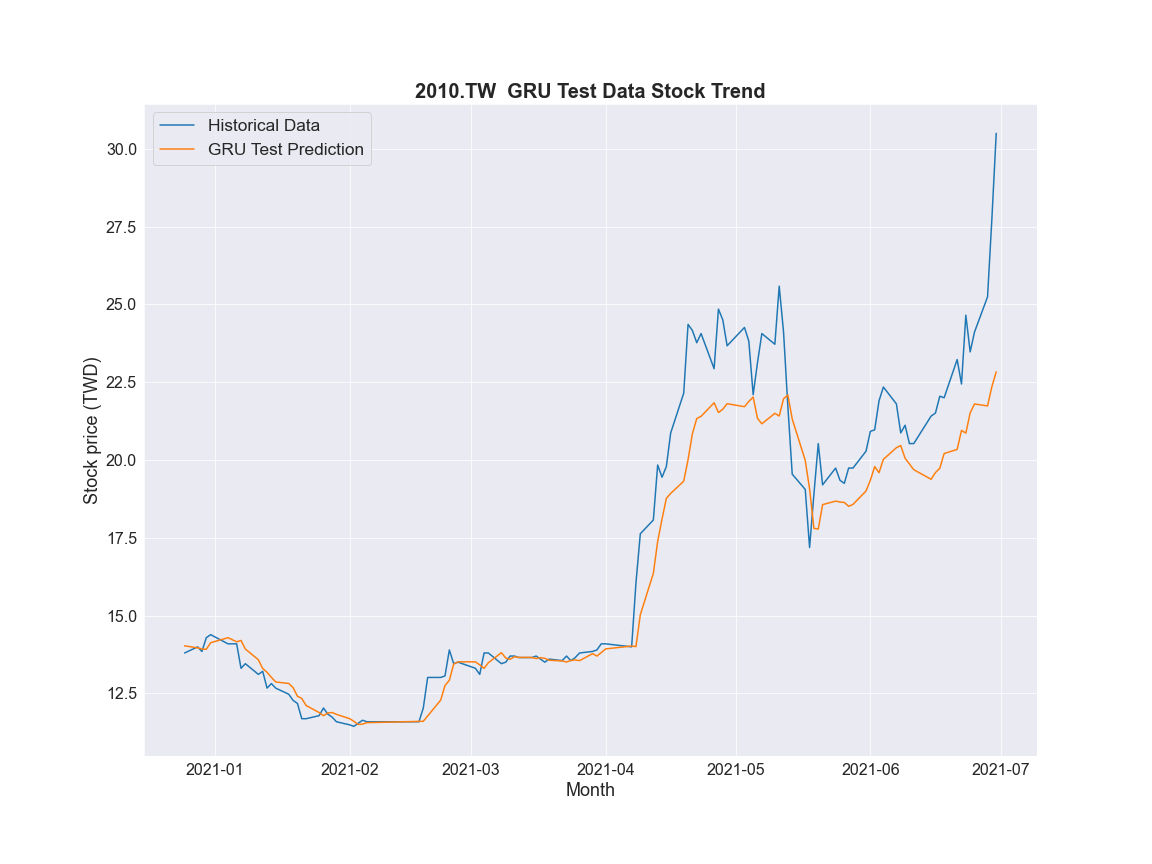 2010.TW  GRU Test Data Stock Trend
Historical Data
GRU Test Prediction
Stock price (TWD)
30.0
27.5
25.0
22.5
20.0
17.5
15.0
12.5
2021-01 2021-02 2021-03 2021-04 2021-05 2021-06 2021-07
Month